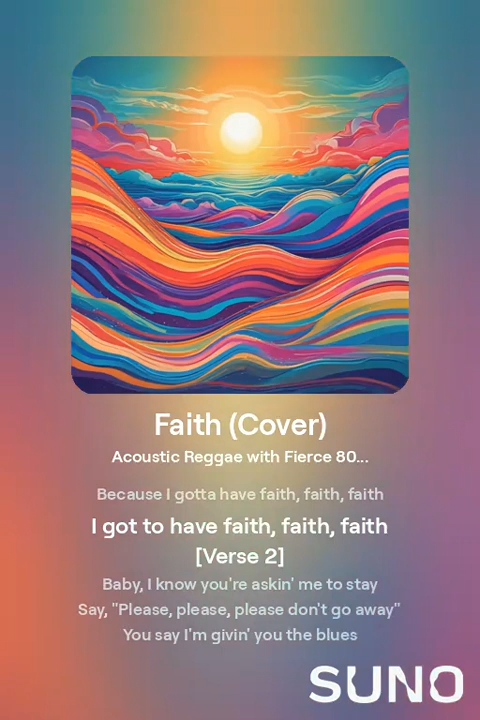 Faith (Cover)
Acoustic Reggae with Fierce 80...
Because I gotta have faith, faith, faith
I got to have faith, faith, faith
[Verse 2]
Baby, I know you're askin' me to stay
Say, "Please, please, please don't go away"
You say I'm givin' you the blues
SUNO